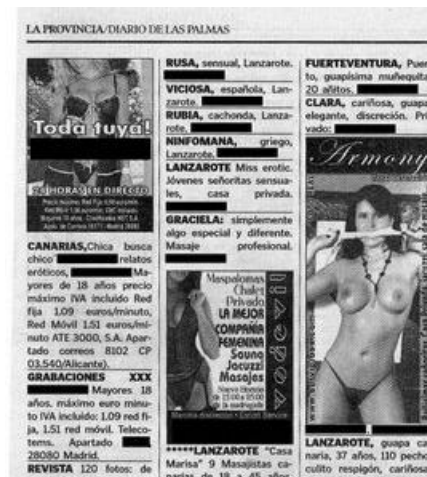 LA PROVINCIA/DIARIO DE LAS PALMAS
Toda tuya!
24 HORAS EN DIRECTO
CANARIAS,Chica busca
chico relatos
eróticos, Ma-
yores de 18 años precio
máximo IVA incluido Red
fija 1,09 euros/minuto,
Red Móvil 1.51 euros/mi-
nuto ATE 3000, S.A. Apar-
tado correos 8102 CP
03.540/Alicante).
GRABACIONES XXX
Mayores 18
años. máximo euro minu-
to IVA incluido: 1.09 red fi-
ja, 1.51 red móvil. Teleco-
tems. Apartado
28080 Madrid.
REVISTA 120 fotos: de
RUSA, sensual, Lanzarote.
VICIOSA, española, Lan-
zarote.
RUBIA, cachonda, Lanza-
rote,
NINFOMANA, griego,
Lanzarote.
LANZAROTE Miss erotic.
Jóvenes señoritas sensua-
les, casa privada.
GRACIELA: simplemente
algo especial y diferente.
Masaje profesional.
Maspalomas
Chalet
Privado
LA MEJOR
COMPAÑIA
FEMENINA
Sauna
Jacuzzi
Masajes
*****LANZAROTE "Casa
Marisa" 9 Masajistas ca-
narias de 18 a 45 años
FUERTEVENTURA, Puer
to, guapísima muñequita
20 añitos.
CLARA, cariñosa, guapa
elegante, discreción. Pri
vado:
Armony
LANZAROTE, guapa ca
naria, 37 años, 110 pecho
culito respigón, cariñosa